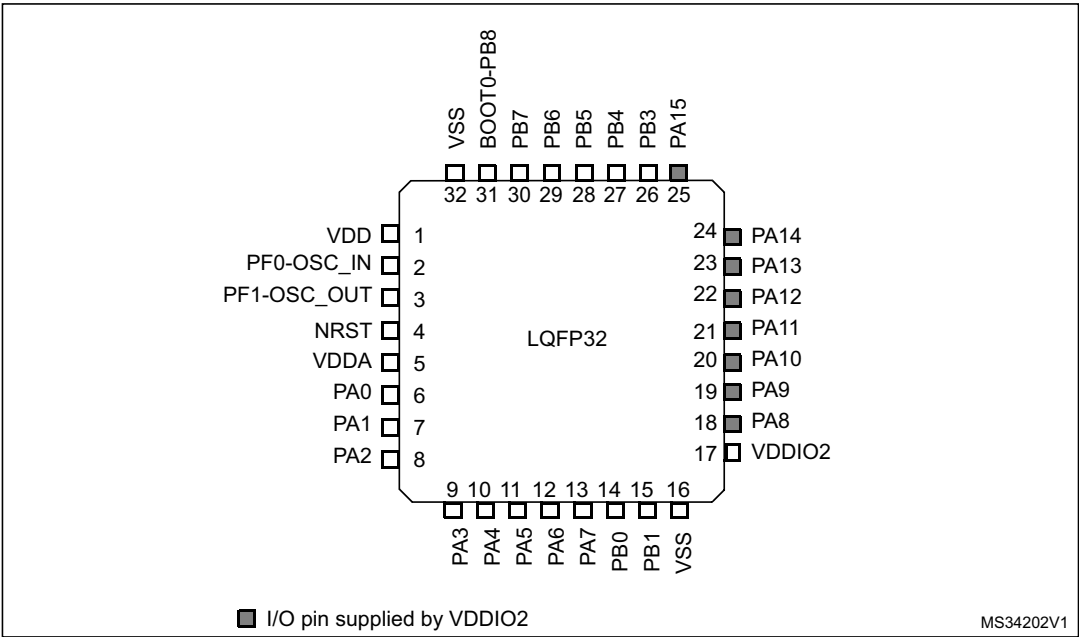 VSS
BOOT0-PB8
PB7
PB6
PB5
PB4
PB3
PA15
32 31 30 29 28 27 26 25
VDD 1
PF0-OSC_IN 2
PF1-OSC_OUT 3
NRST 4
VDDA 5
PA0 6
PA1 7
PA2 8
LQFP32
24 PA14
23 PA13
22 PA12
21 PA11
20 PA10
19 PA9
18 PA8
17 VDDIO2
9 10 11 12 13 14 15 16
PA3
PA4
PA5
PA6
PA7
PB0
PB1
VSS
I/O pin supplied by VDDIO2
MS34202V1